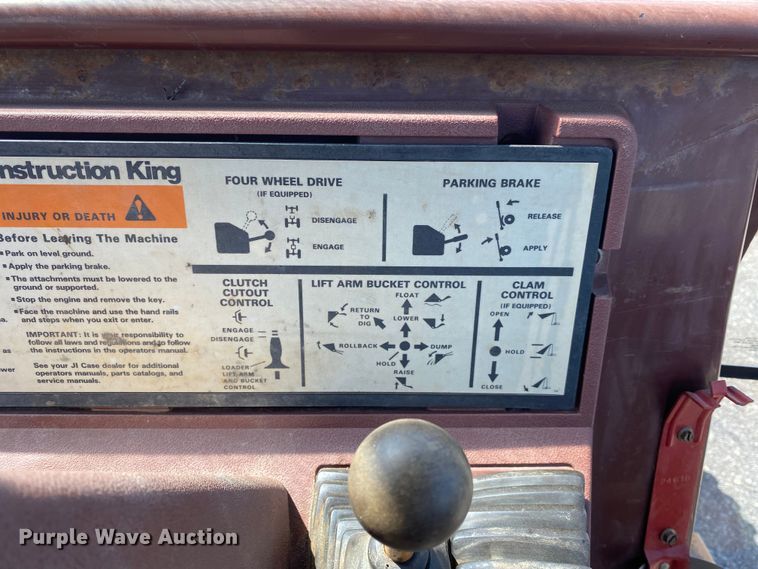 nstruction King
INJURY OR DEATH
Before Leaving The Machine
Park on level ground.
Apply the parking brake.
The attachments must be lowered to the
ground or supported.
Stop the engine and remove the key.
Face the machine and use the hand rails
and steps when you exit or enter.
IMPORTANT: It is your responsibility to
follow all laws and regulations and to follow
the instructions in the operators manual.
as
See your JI Case dealer for additional
operators manuals, parts catalogs, and
service manuals.
FOUR WHEEL DRIVE
(IF EQUIPPED)
DISENGAGE
ENGAGE
PARKING BRAKE
RELEASE
APPLY
CLUTCH
CUTOUT
CONTROL
ENGAGE
DISENGAGE
LOADER
LIFT ARM
AND BUCKET
CONTROL
LIFT ARM BUCKET CONTROL
FLOAT
RETURN
TO
DIG
LOWER
ROLLBACK
DUMP
HOLD
RAISE
CLAM
CONTROL
(IF EQUIPPED)
OPEN
HOLD
CLOSE
Purple Wave Auction